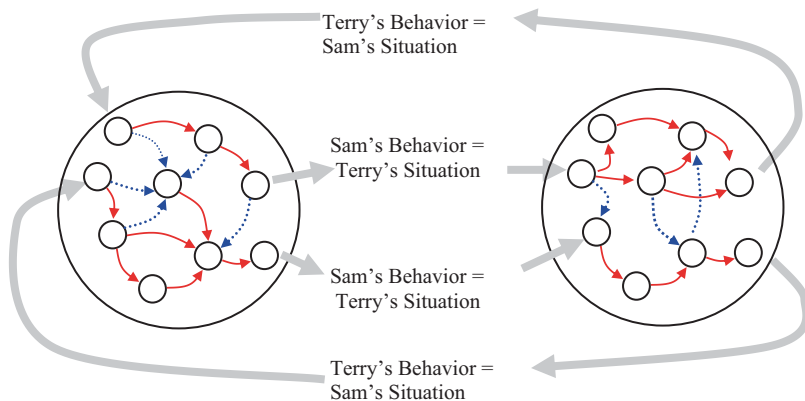 Terry’s Behavior =
Sam’s Situation
Sam’s Behavior =
Terry’s Situation
Sam’s Behavior =
Terry’s Situation
Terry’s Behavior =
Sam’s Situation